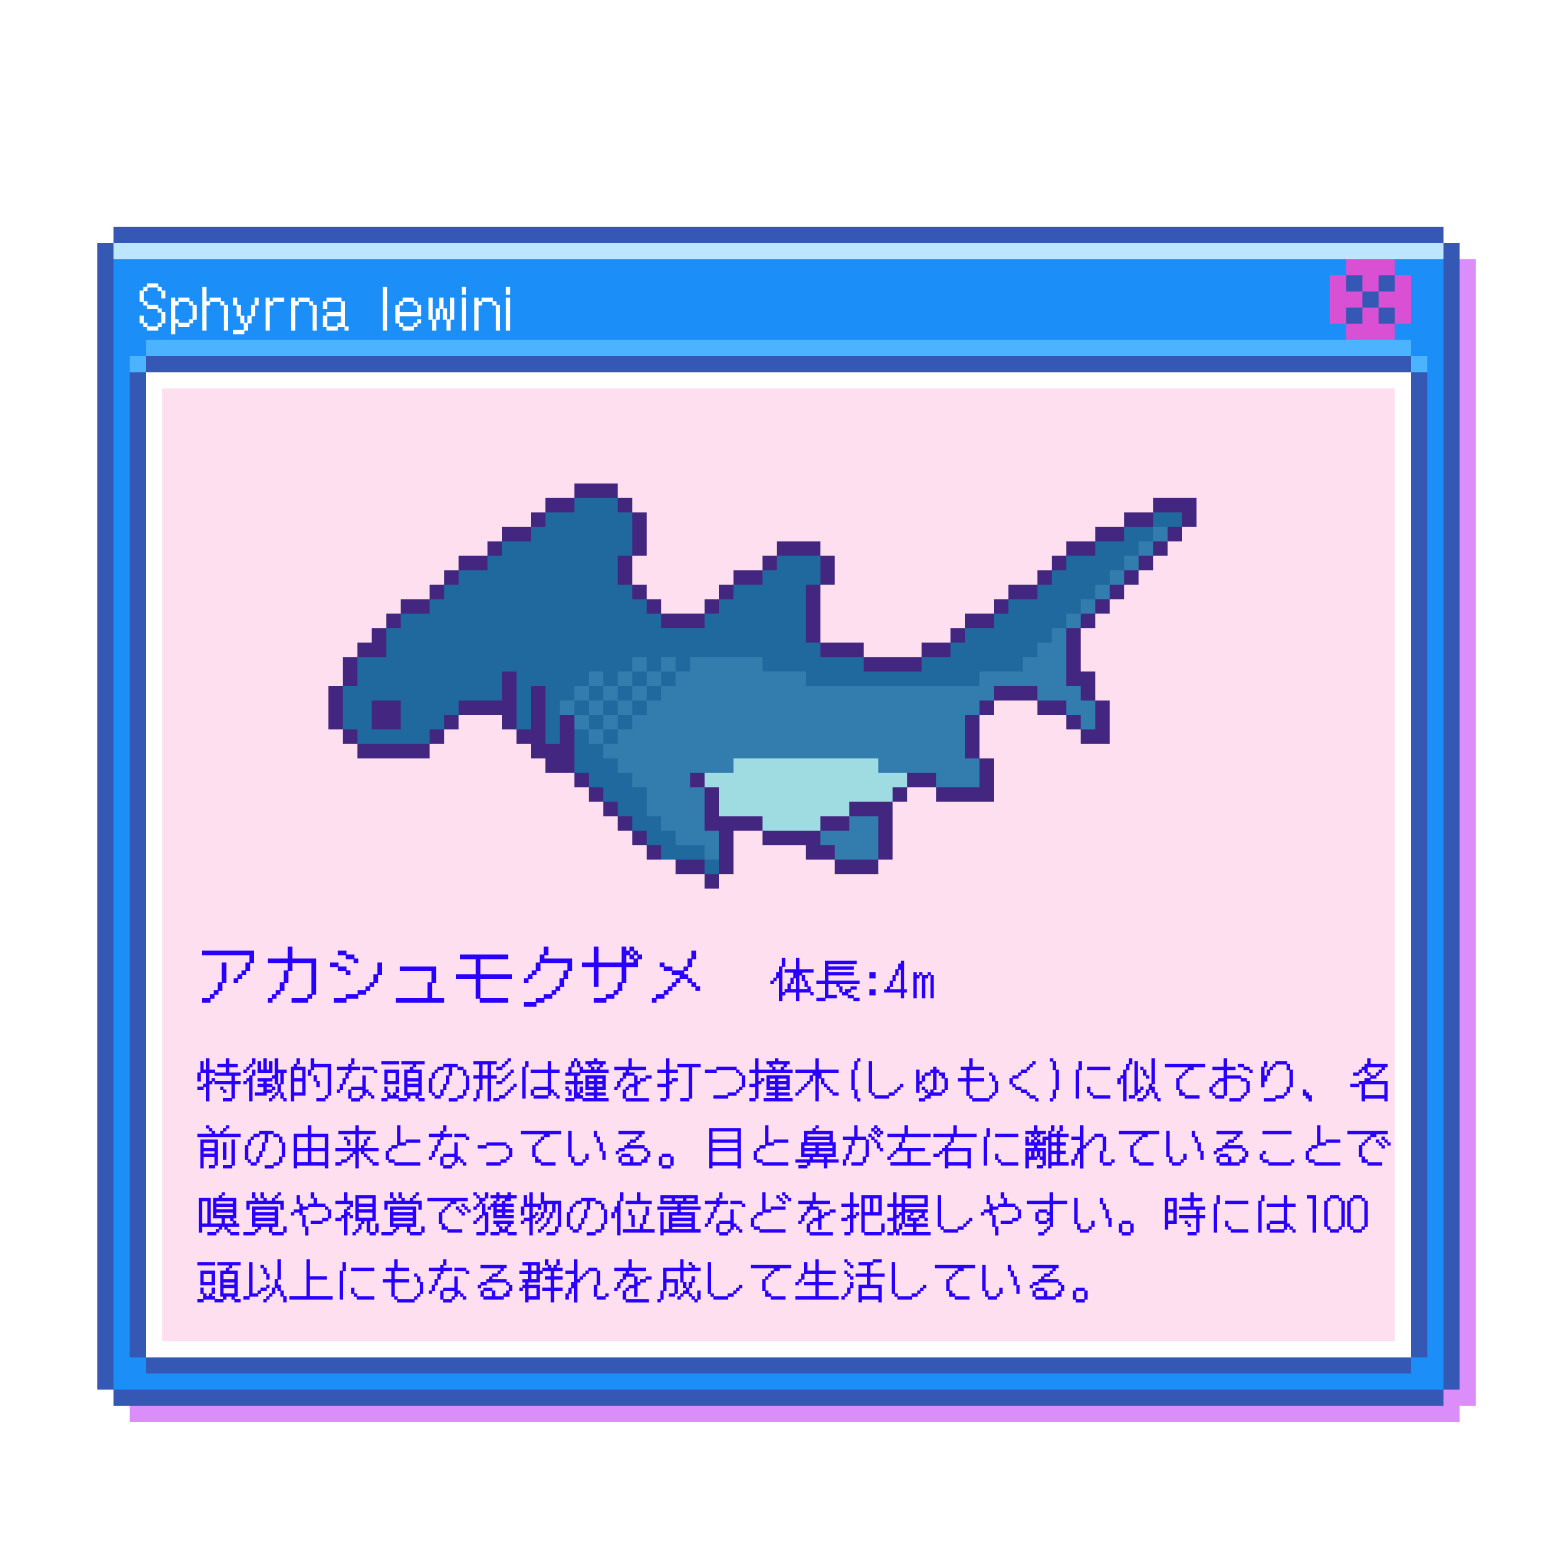 Sphyrna lewini
アカシュモクザメ 体長:4m
特徴的な頭の形は鐘を打つ撞木(しゅもく)に似ており、名
前の由来となっている。目と鼻が左右に離れていることで
嗅覚や視覚で獲物の位置などを把握しやすい。時には100
頭以上にもなる群れを成して生活している。